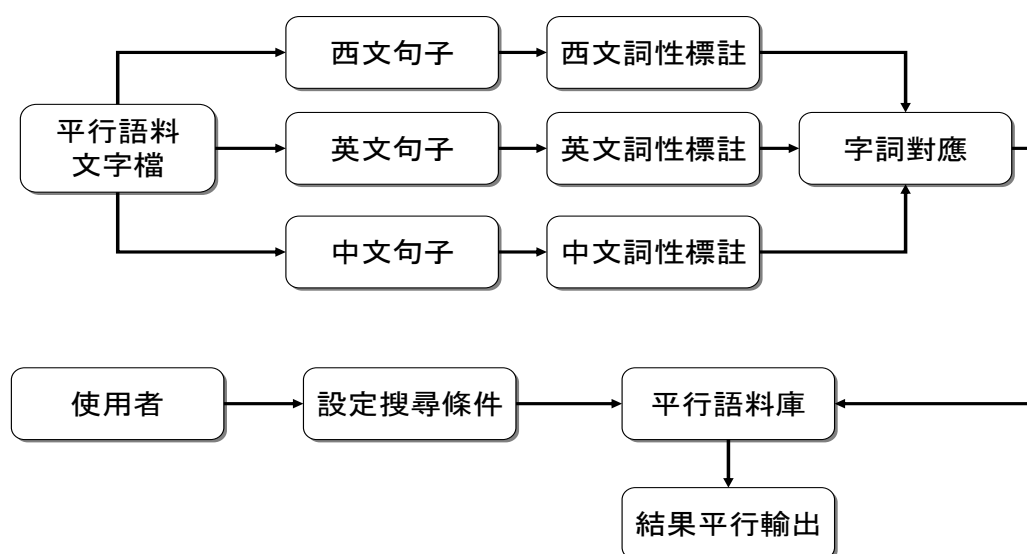 西文句子
西文詞性標註
平行語料
文字檔
英文句子
英文詞性標註
字詞對應
中文句子
中文詞性標註
使用者
設定搜尋條件
平行語料庫
結果平行輸出